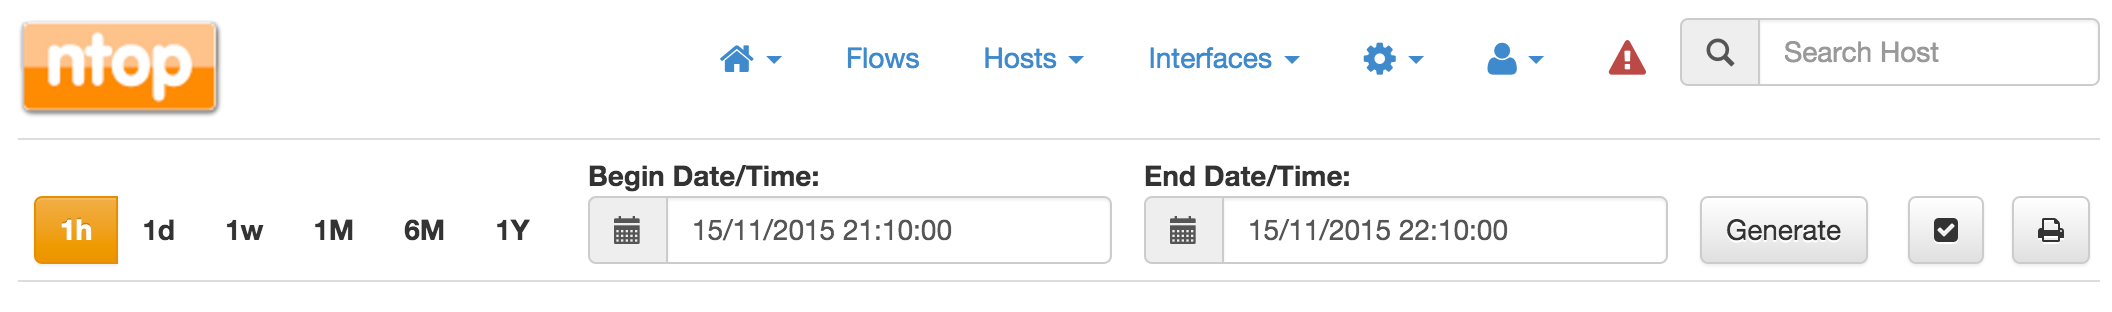 ntop
Flows Hosts Interfaces Search Host
Begin Date/Time: End Date/Time:
1h 1d 1w 1M 6M 1Y 15/11/2015 21:10:00 15/11/2015 22:10:00 Generate